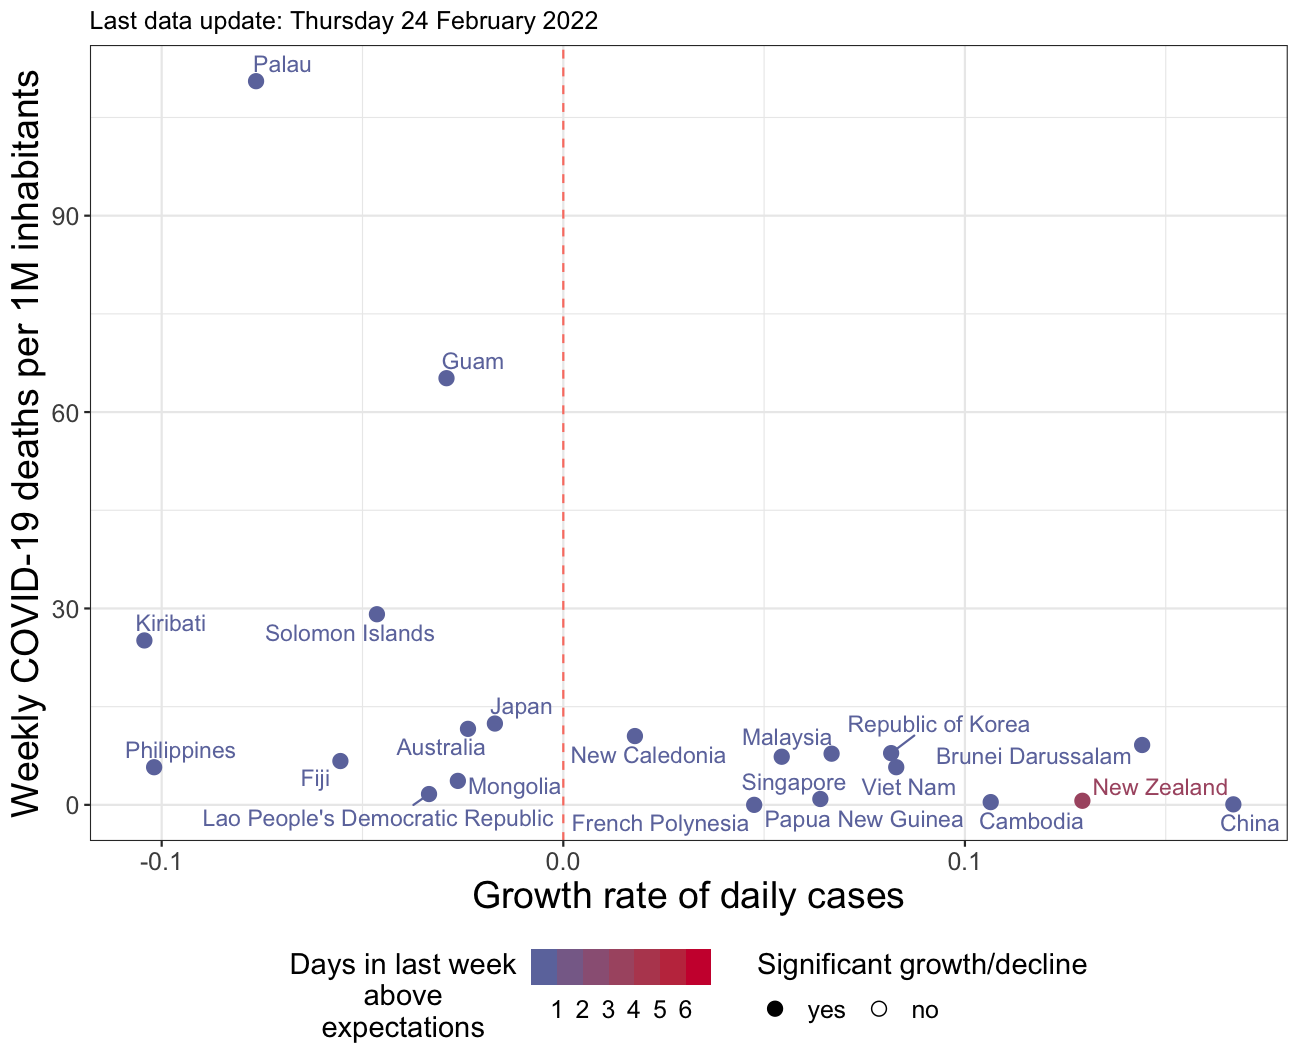 Last data update: Thursday 24 February 2022
Weekly COVID-19 deaths per 1M inhabitants
90
60
30
0
Palau
Guam
Kiribati
Solomon Islands
Japan
Australia
Philippines
Fiji
Mongolia
Lao People's Democratic Republic
New Caledonia
Malaysia
Republic of Korea
Brunei Darussalam
Singapore
Viet Nam
New Zealand
French Polynesia
Papua New Guinea
Cambodia
China
-0.1
0.0
0.1
Growth rate of daily cases
Days in last week
above
expectations
1 2 3 4 5 6
Significant growth/decline
yes
no